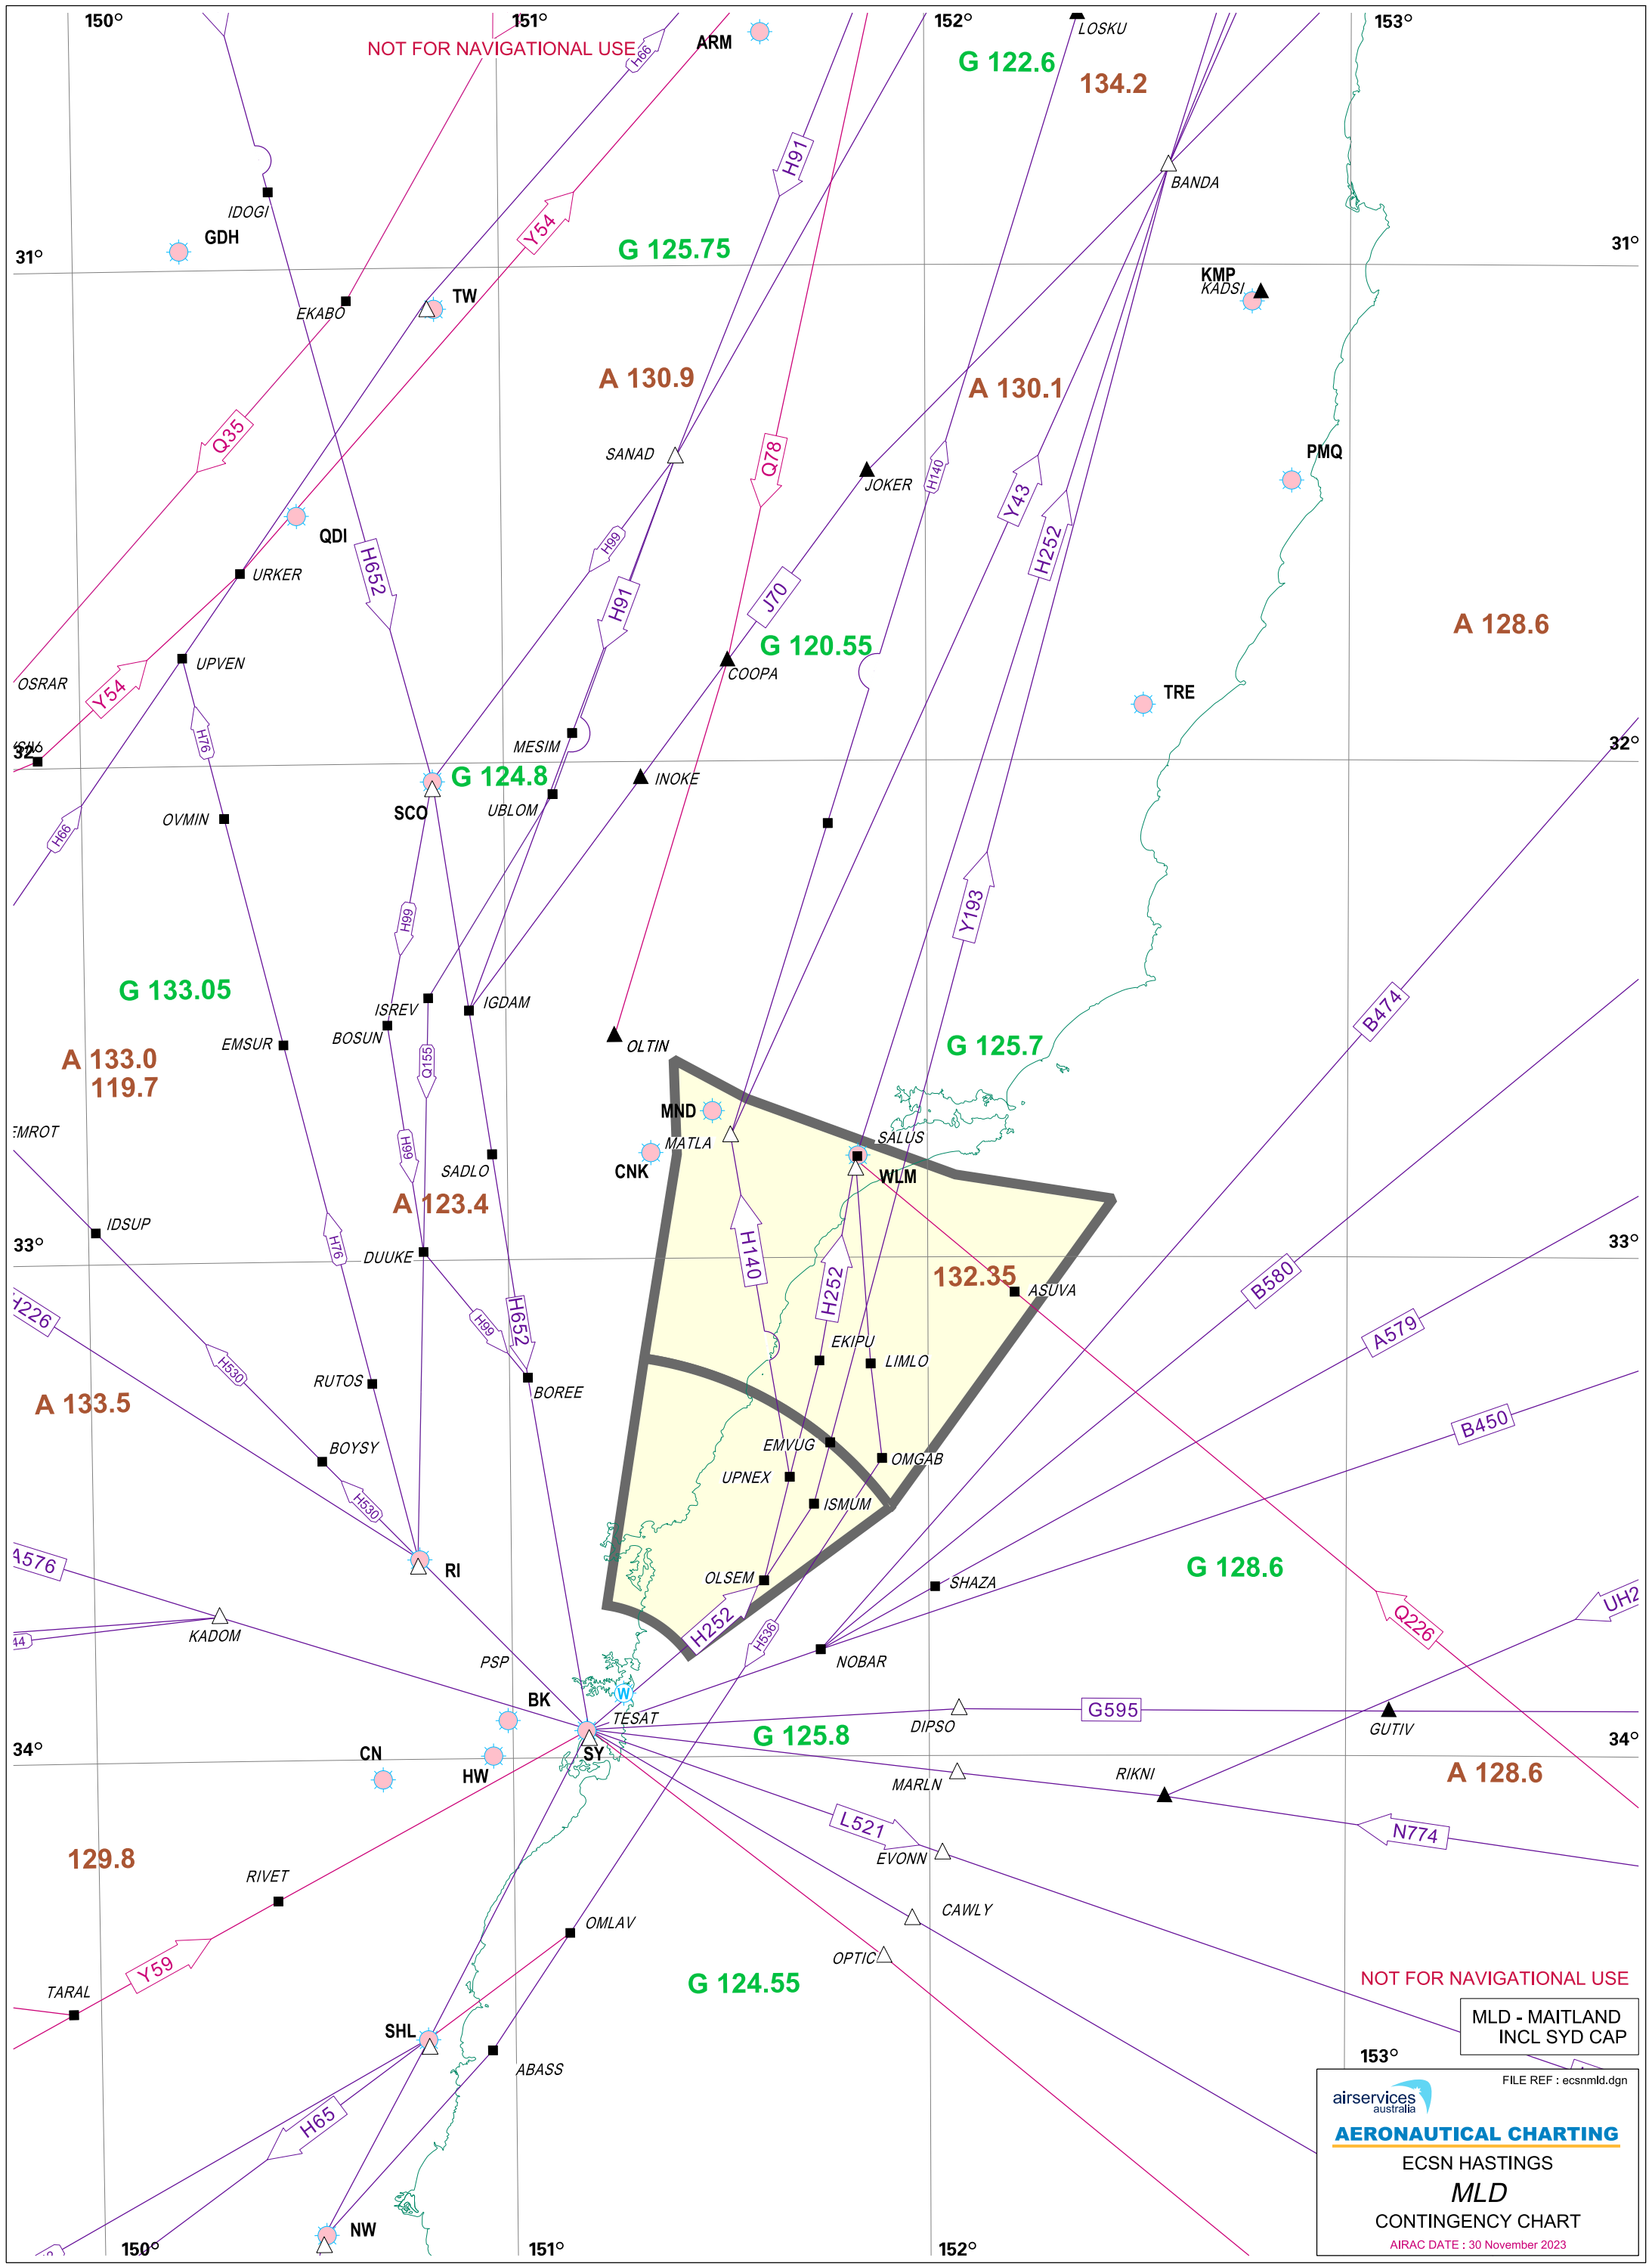 150°
151°
152°
153°
NOT FOR NAVIGATIONAL USE
H66
ARM
LOSKU
G 122.6
134.2
H91
BANDA
IDOGI
GDH
Y54
G 125.75
31°
31°
KMP
KADSI
EKABO
TW
A 130.9
A 130.1
Q35
SANAD
Q78
JOKER
H140
PMQ
Y43
QDI
H99
H252
URKER
H652
H91
J70
A 128.6
G 120.55
UPVEN
COOPA
OSRAR
Y54
TRE
H76
MESIM
32°
32°
G 124.8
INOKE
UBLOM
SCO
OVMIN
H66
H99
Y193
G 133.05
ISREV
IGDAM
B474
BOSUN
EMSUR
OLTIN
G 125.7
A 133.0
119.7
Q155
MND
EMROT
MATLA
SALUS
H99
SADLO
CNK
WLM
A 123.4
IDSUP
33°
33°
H76
DUUKE
H140
132.35
ASUVA
B580
H226
H252
H652
H99
A579
EKIPU
LIMLO
H530
RUTOS
BOREE
A 133.5
B450
BOYSY
EMVUG
OMGAB
UPNEX
H530
ISMUM
A576
RI
G 128.6
OLSEM
SHAZA
UH2
H252
Q226
KADOM
44
H536
PSP
NOBAR
W
BK
TESAT
G595
DIPSO
GUTIV
G 125.8
34°
34°
CN
SY
HW
MARLN
RIKNI
A 128.6
L521
N774
EVONN
129.8
RIVET
CAWLY
OMLAV
OPTIC
Y59
G 124.55
NOT FOR NAVIGATIONAL USE
TARAL
MLD - MAITLAND
INCL SYD CAP
SHL
153°
ABASS
FILE REF : ecsnmld.dgn
airservices
australia
H65
AERONAUTICAL CHARTING
ECSN HASTINGS
MLD
CONTINGENCY CHART
NW
AIRAC DATE : 30 November 2023
150°
151°
152°